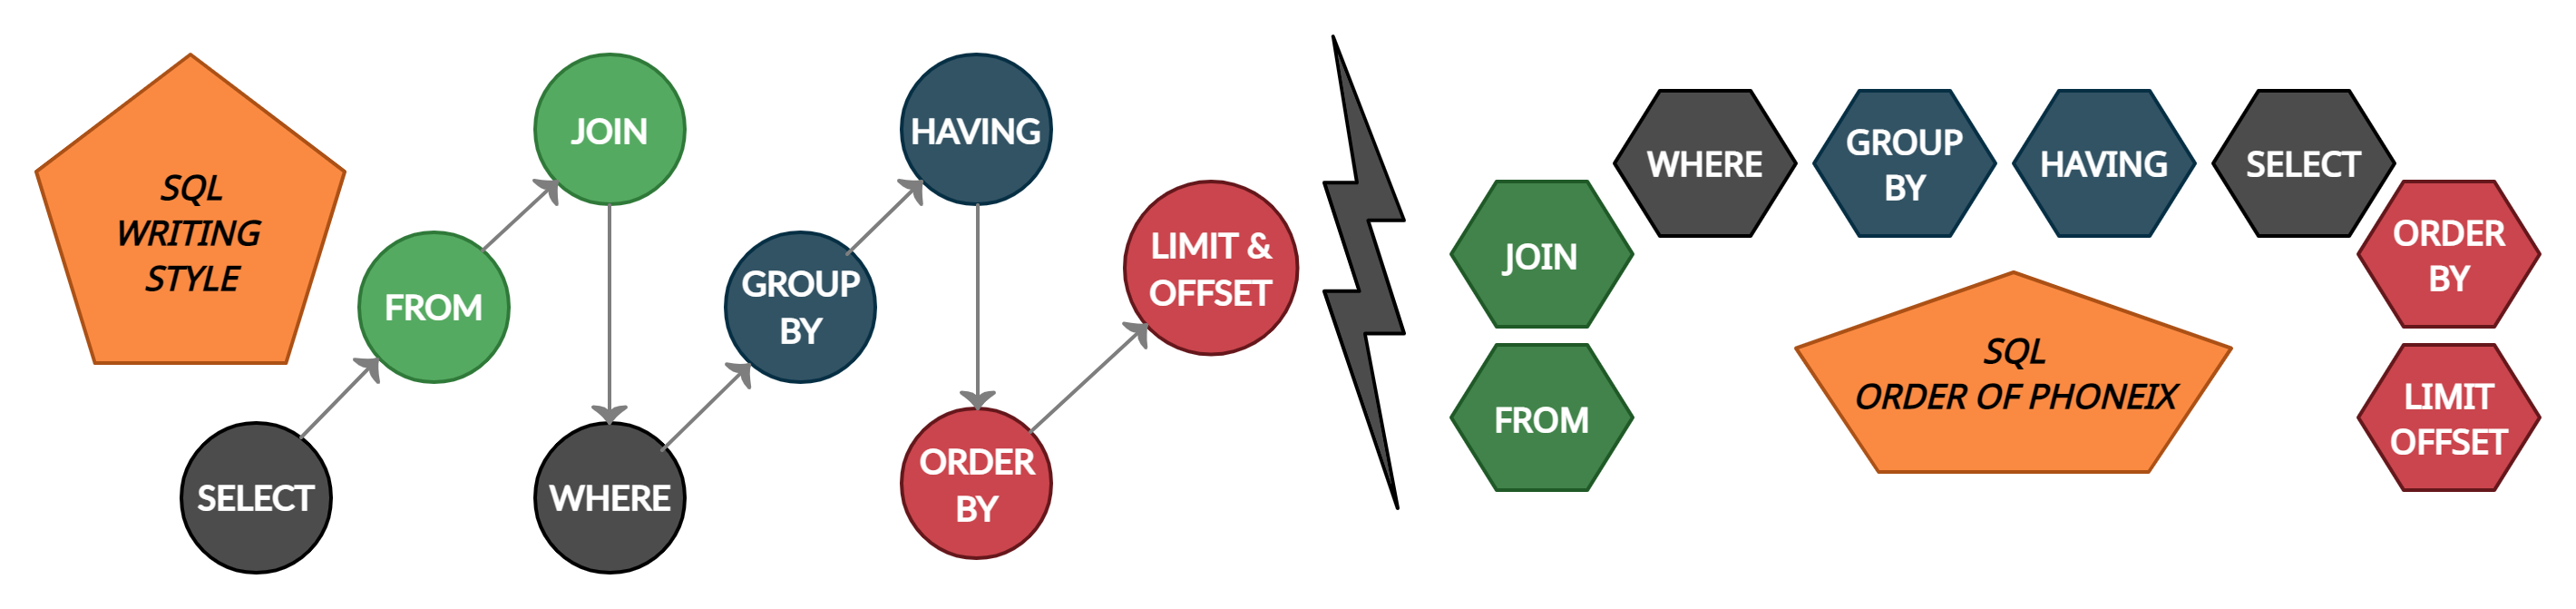 SQL
WRITING
STYLE
SELECT
FROM
JOIN
WHERE
GROUP
BY
HAVING
ORDER
BY
LIMIT &
OFFSET
FROM
JOIN
WHERE
GROUP
BY
HAVING
SELECT
ORDER
BY
LIMIT
OFFSET
SQL
ORDER OF PHONEIX